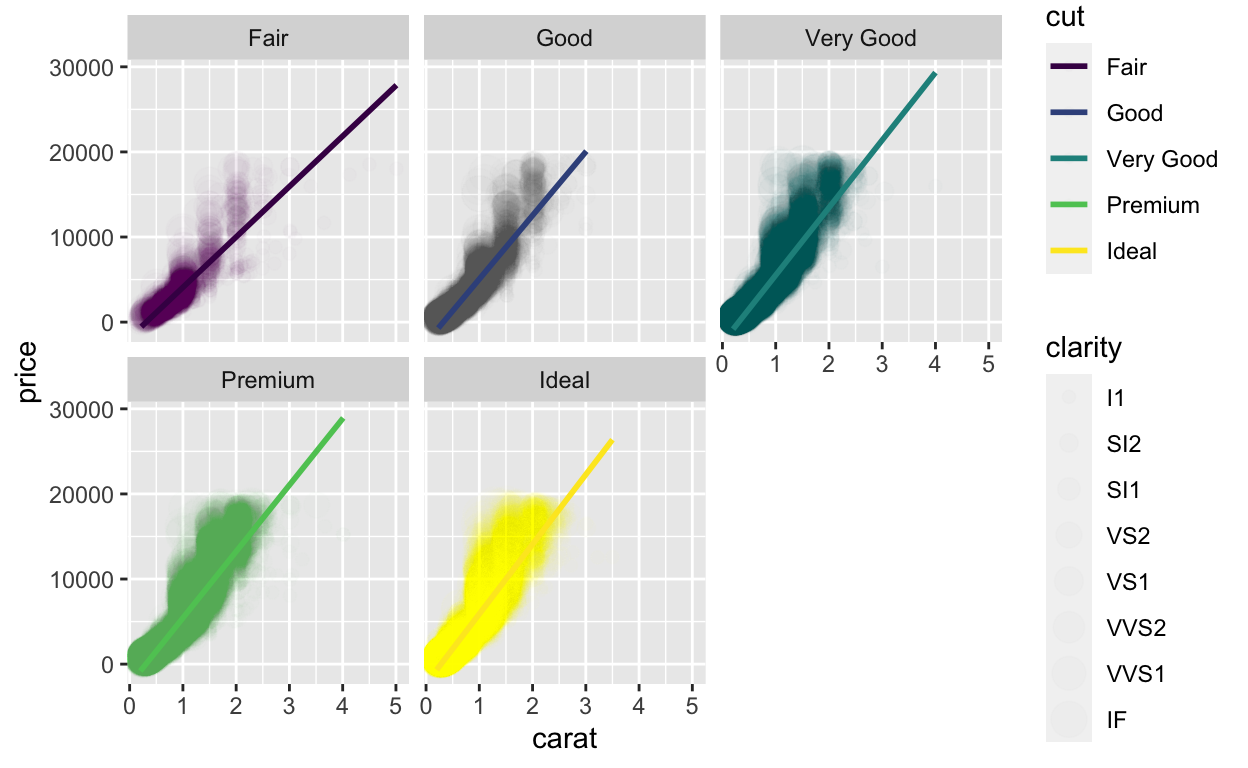 Fair
Good
Very Good
30000
20000
10000
0
0 1 2 3 4 5
Premium
Ideal
30000
20000
10000
0
0 1 2 3 4 5
0 1 2 3 4 5
price
carat
cut
Fair
Good
Very Good
Premium
Ideal
clarity
I1
SI2
SI1
VS2
VS1
VVS2
VVS1
IF